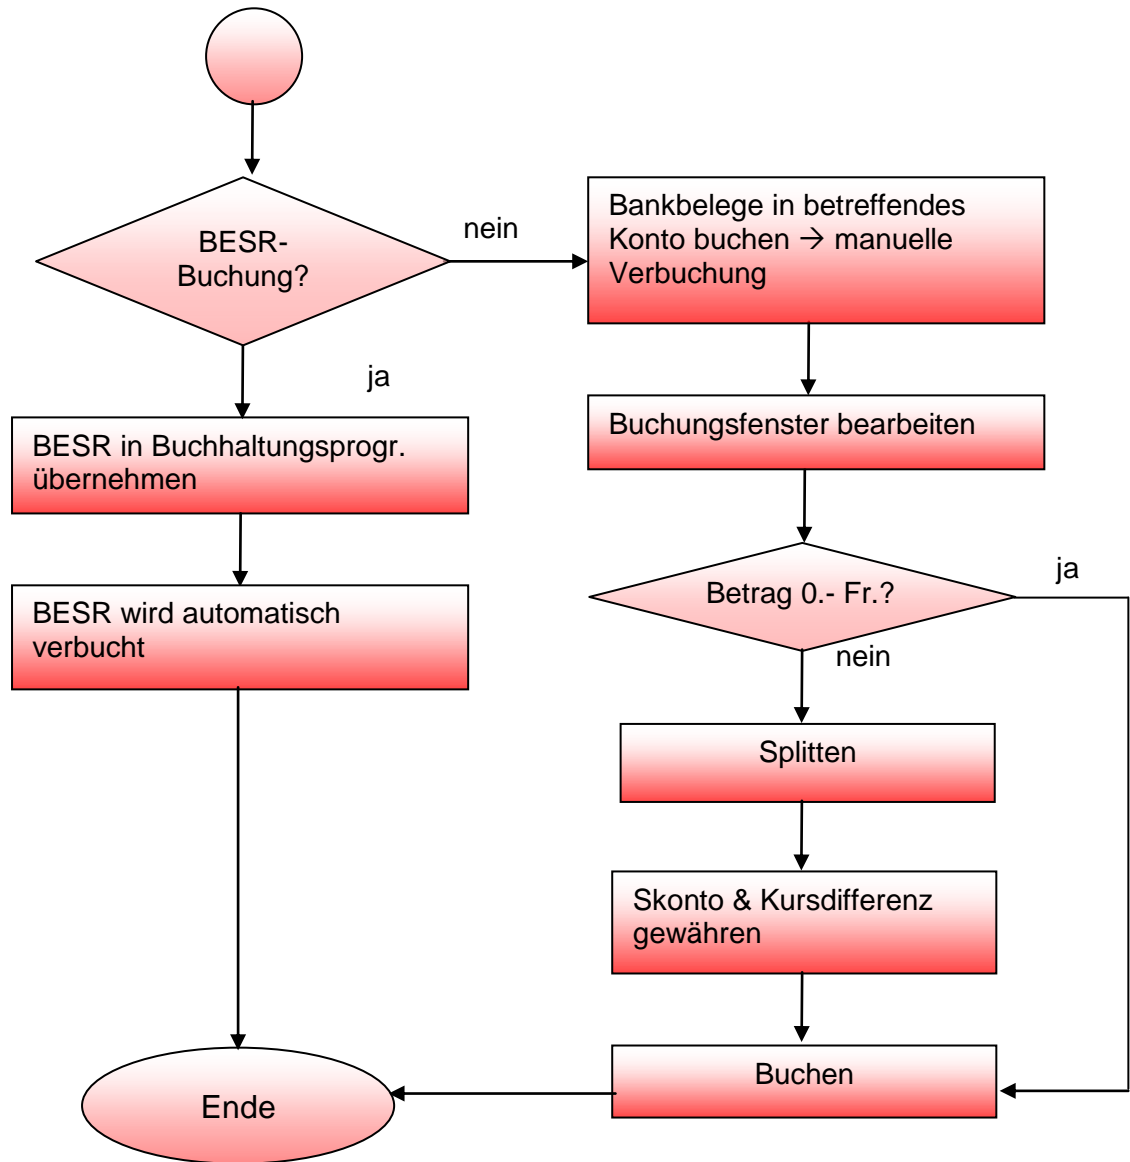 BESR-
Buchung?
nein
Bankbelege in betreffendes
Konto buchen → manuelle
Verbuchung
ja
BESR in Buchhaltungsprogr.
übernehmen
Buchungsfenster bearbeiten
BESR wird automatisch
verbucht
Betrag 0.- Fr.?
ja
nein
Splitten
Skonto & Kursdifferenz
gewähren
Buchen
Ende